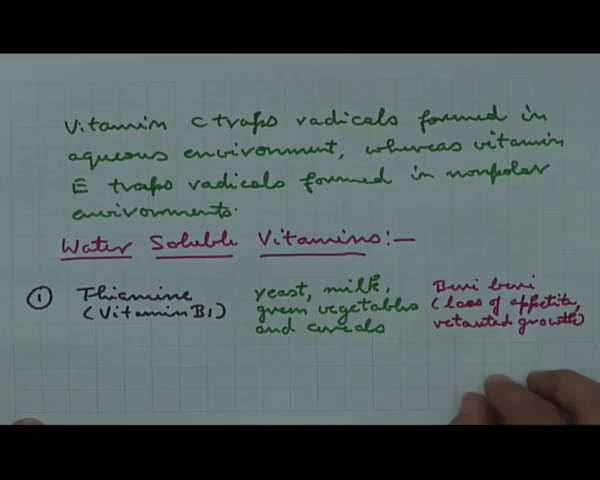 Vitamin C traps radicals formed in
aqueous environment, whereas vitamin
E traps radicals formed in nonpolar
environments.
Water Soluble Vitamins:—
① Thiamine yeast, milk, Beri beri
(Vitamin B1) green vegetables (loss of appetite,
and cereals retarted growth)